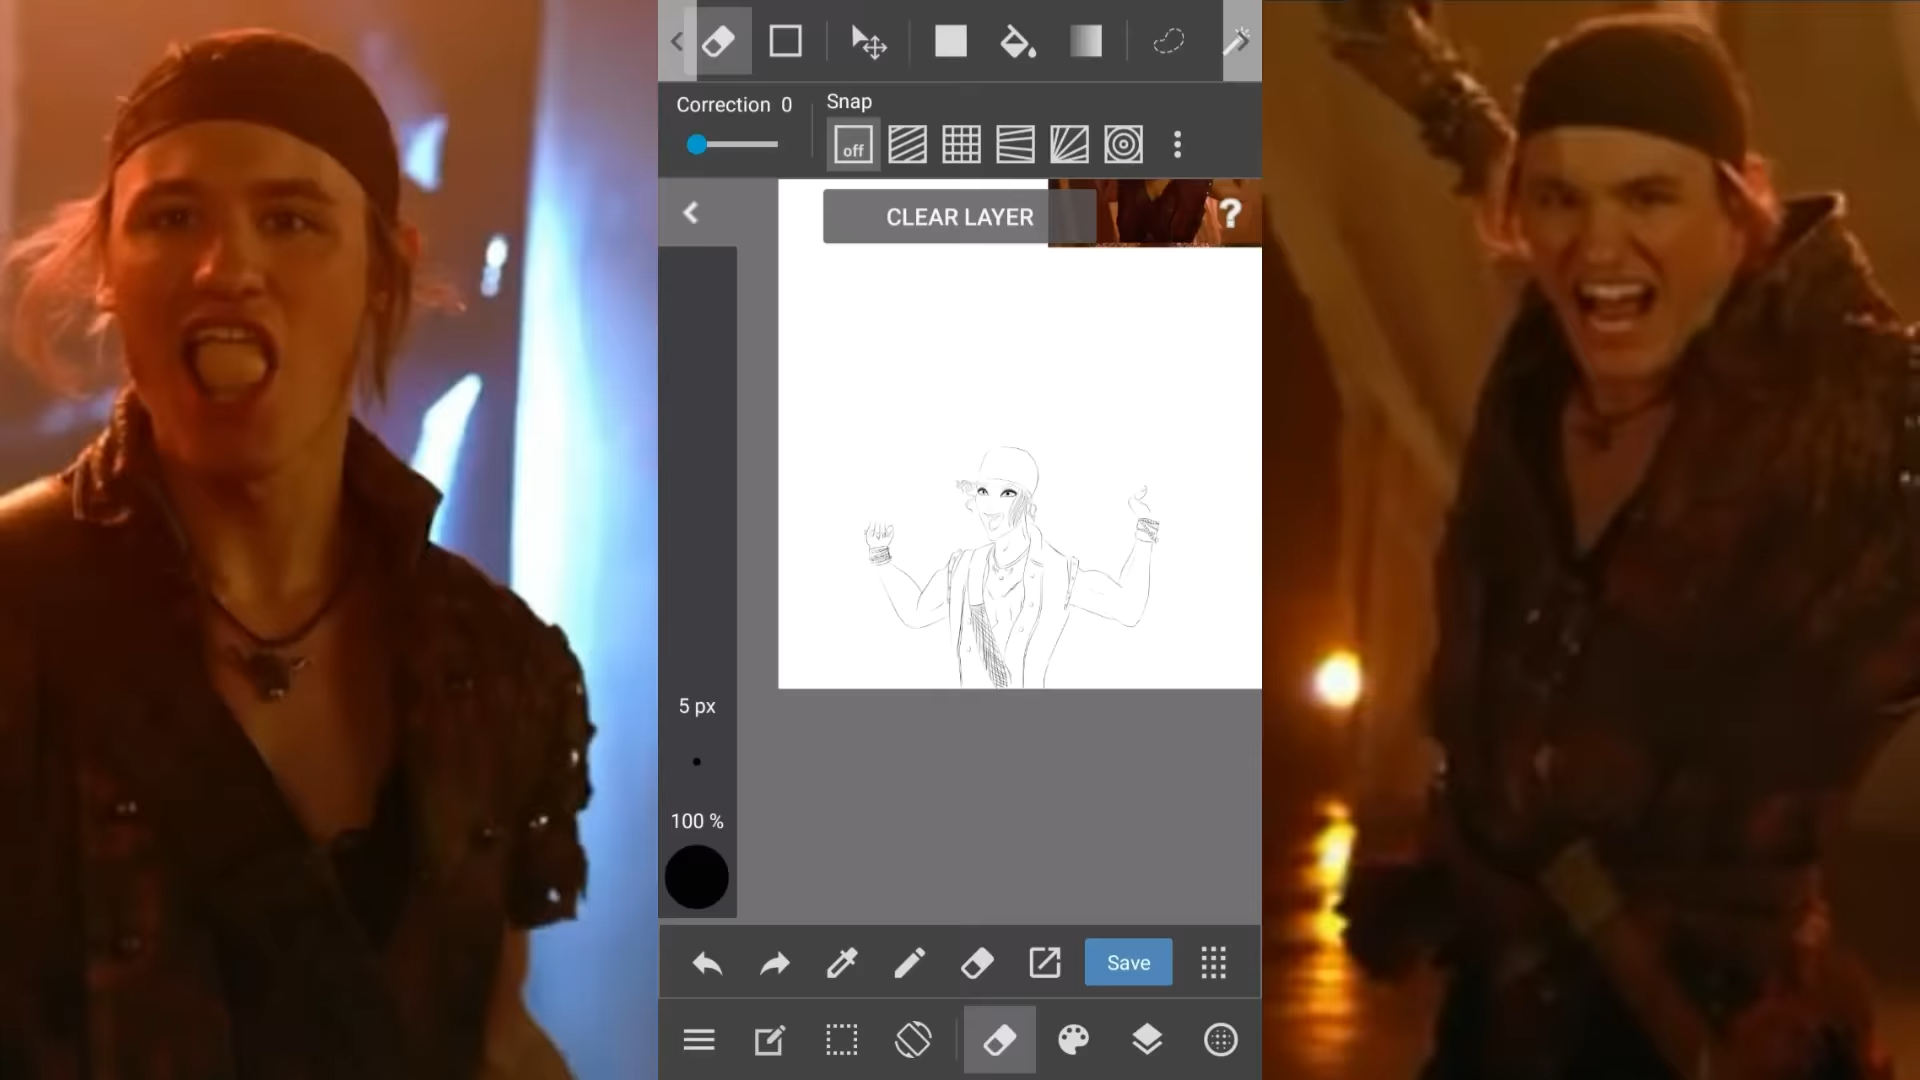 Correction 0
Snap
off
CLEAR LAYER
?
5 px
100 %
Save